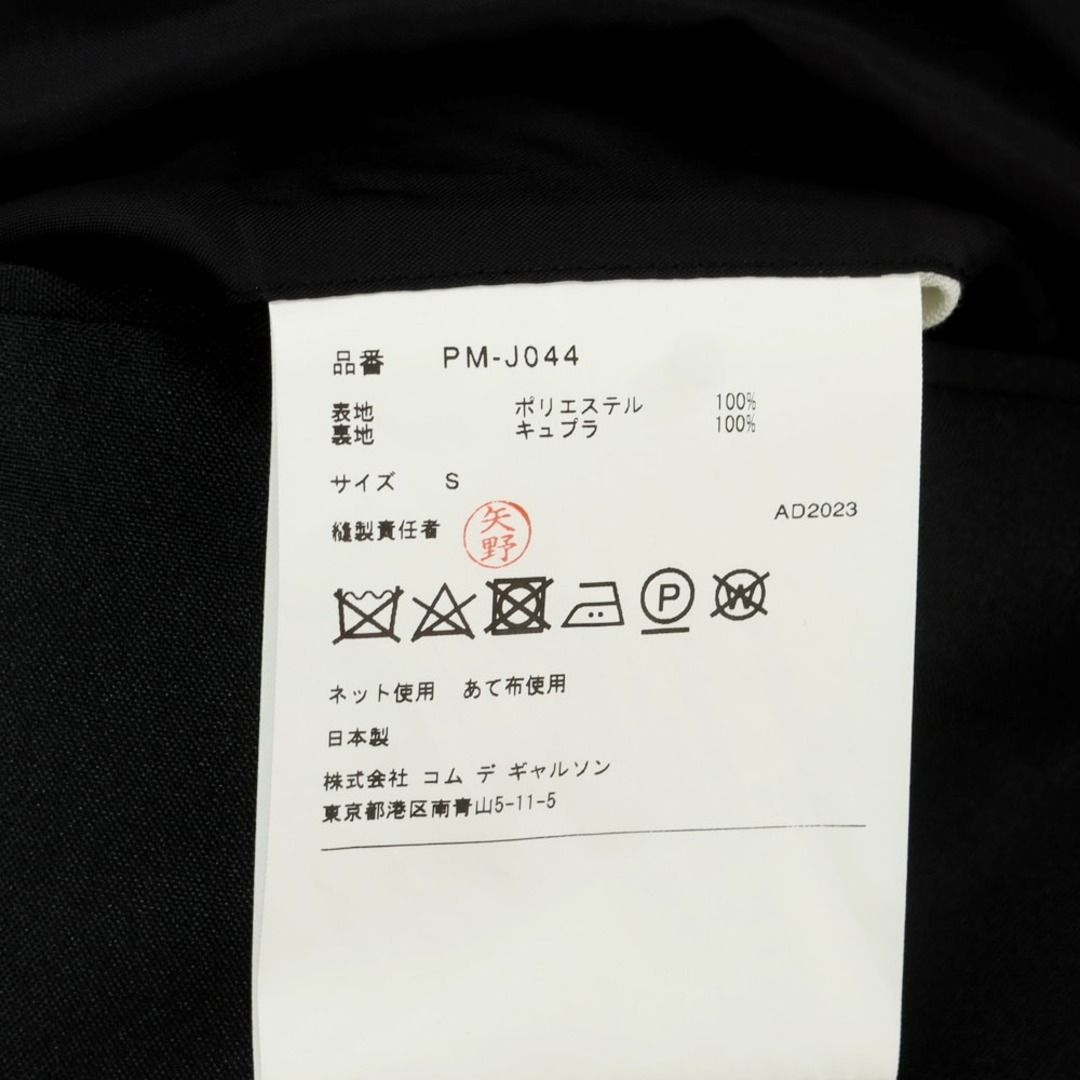 品番 PM-J044
表地 ポリエステル 100%
裏地 キュプラ 100%
サイズ S
AD2023
縫製責任者 矢野
P W
ネット使用 あて布使用
日本製
株式会社 コム デ ギャルソン
東京都港区南青山5-11-5